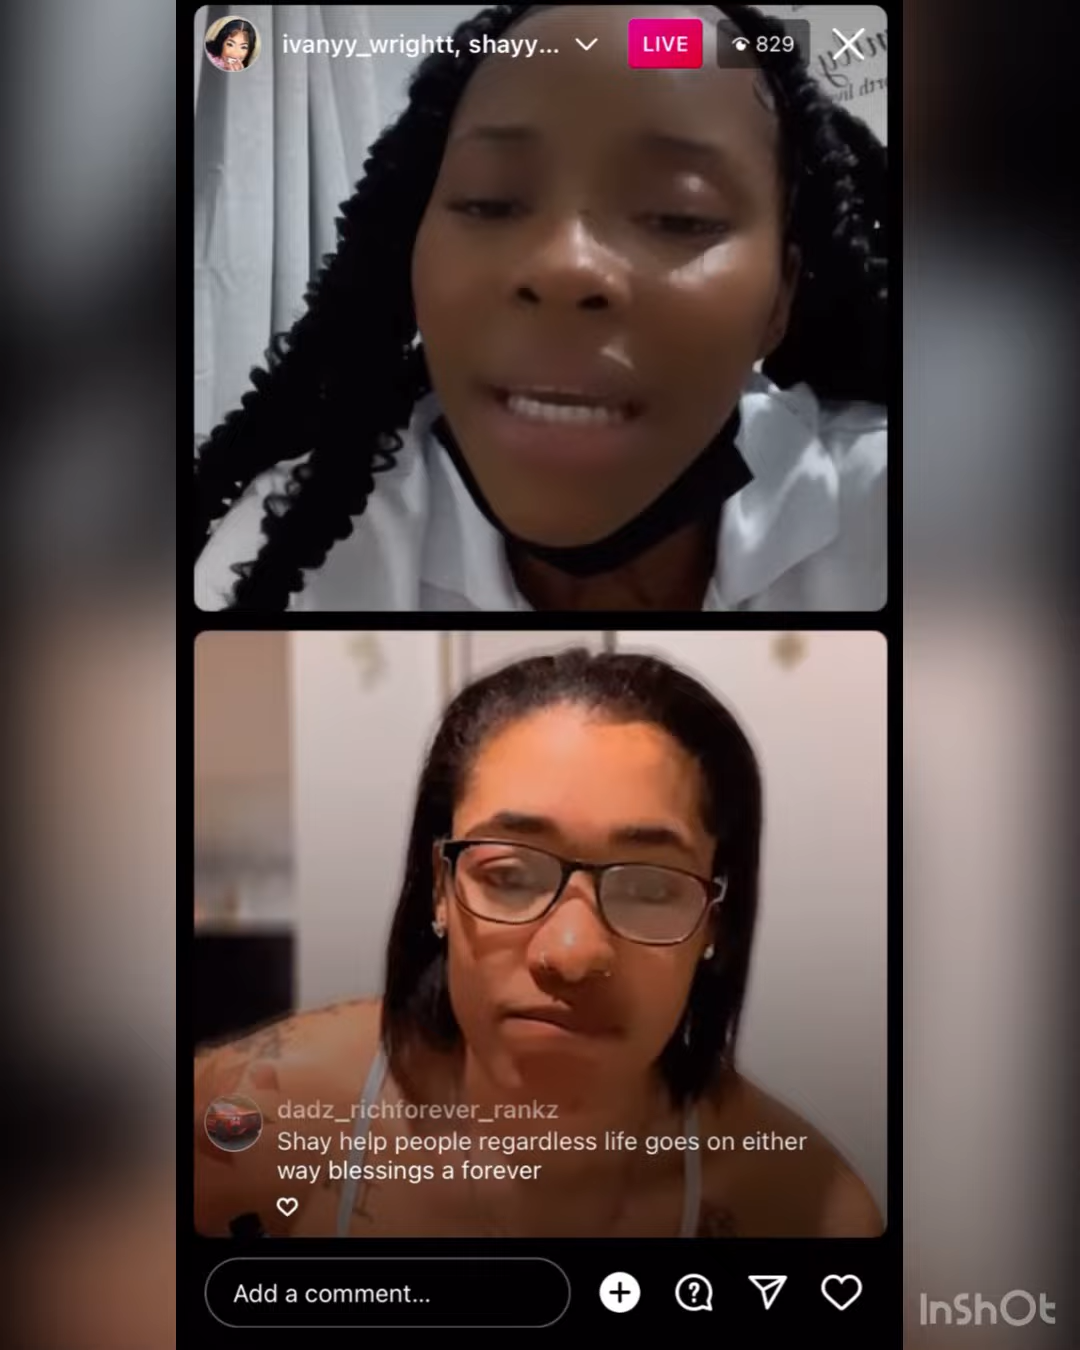 ivanyy_wrightt, shayy...
LIVE
829
dadz_richforever_rankz
Shay help people regardless life goes on either
way blessings a forever
Add a comment...
InShOt